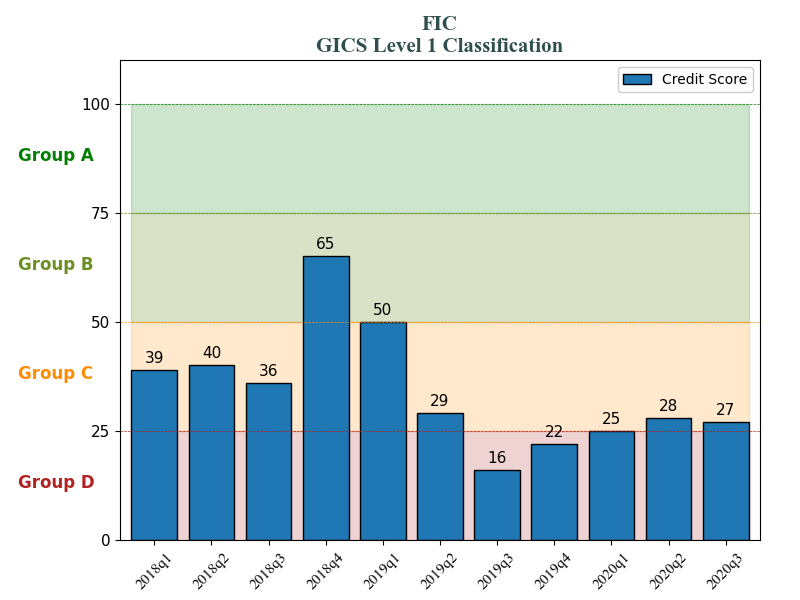 FIC
GICS Level 1 Classification
Credit Score
100
Group A
75
Group B
65
50
50
39
40
36
Group C
29
28
27
25
25
22
16
Group D
0
2018q1
2018q2
2018q3
2018q4
2019q1
2019q2
2019q3
2019q4
2020q1
2020q2
2020q3